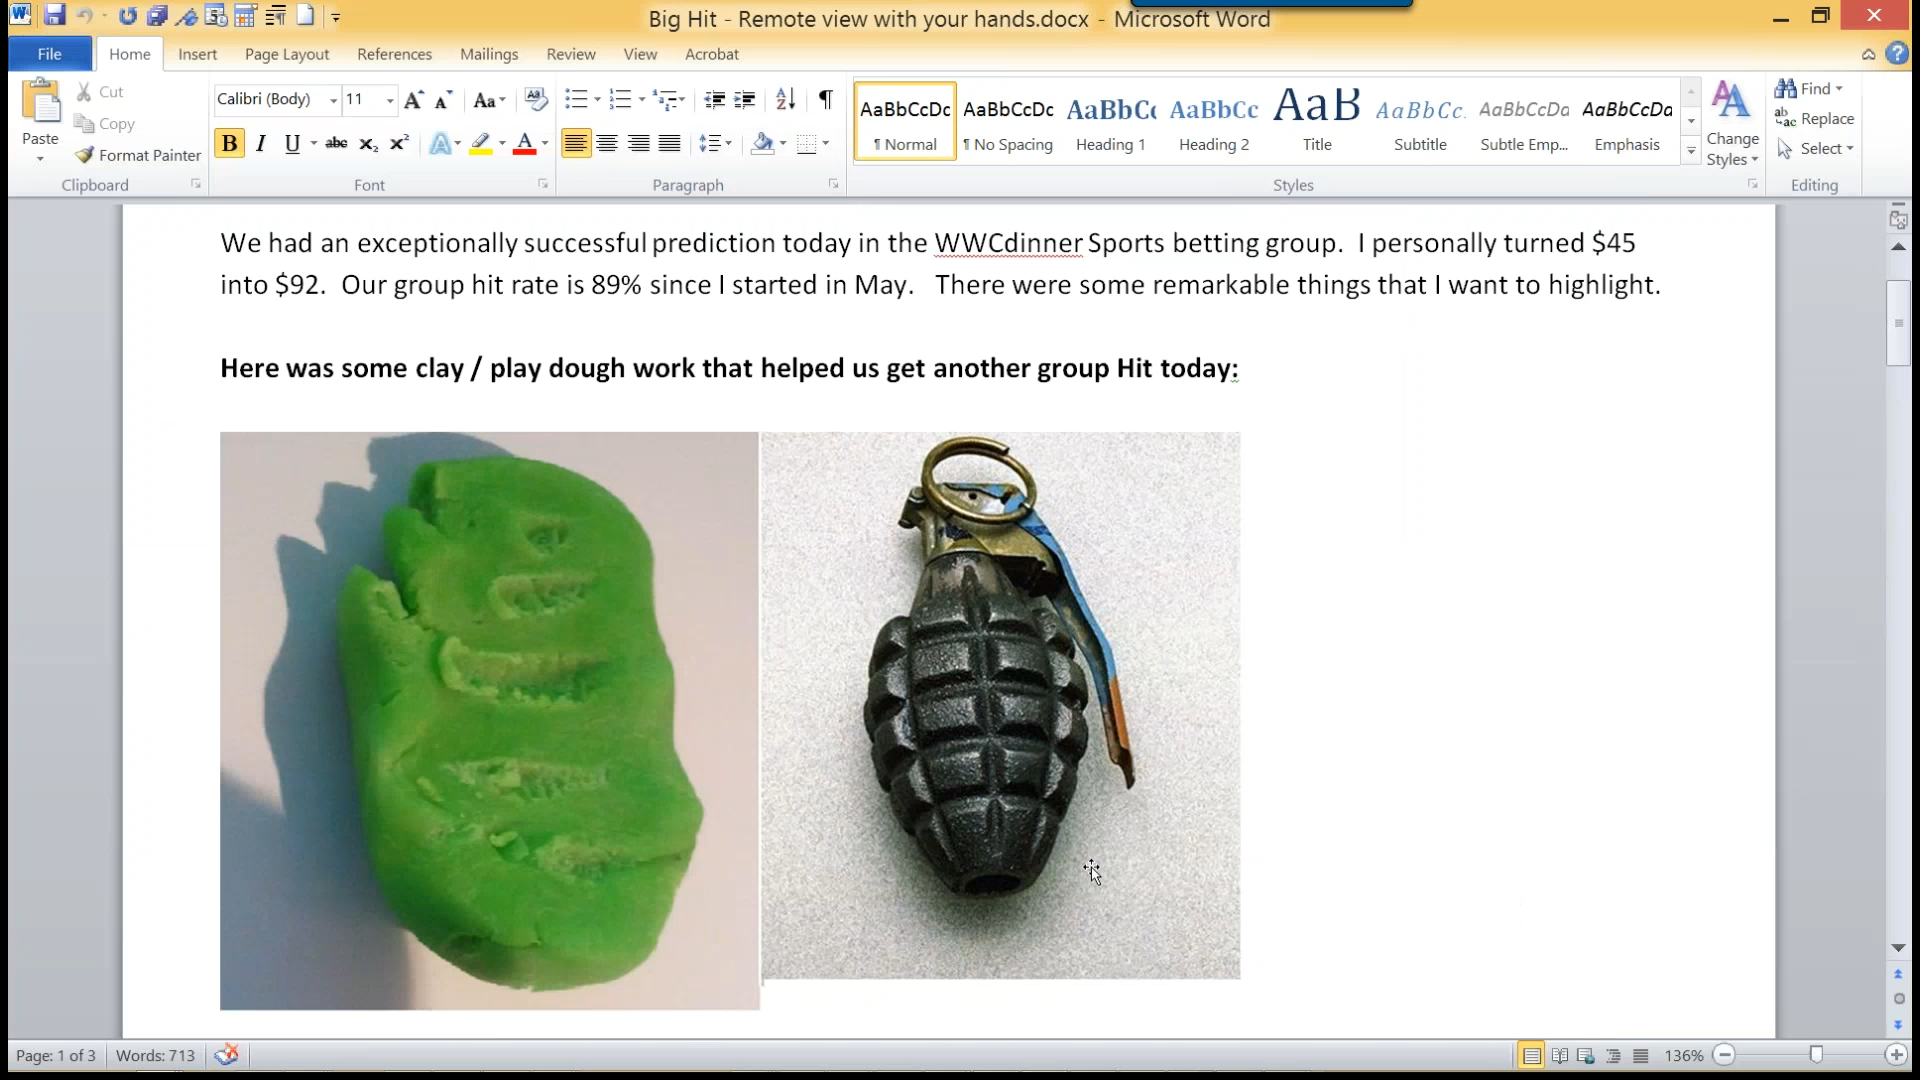 Big Hit - Remote view with your hands.docx - Microsoft Word
File Home Insert Page Layout References Mailings Review View Acrobat
Paste
Cut
Copy
Format Painter
Clipboard
Calibri (Body) 11
Font
Paragraph
AaBbCcDc AaBbCcDc AaBbCc AaBbCc AaB AaBbCc. AaBbCcDa AaBbCcDa
¶ Normal ¶ No Spacing Heading 1 Heading 2 Title Subtitle Subtle Emp... Emphasis
Change
Styles
Styles
Find
Replace
Select
Editing
We had an exceptionally successful prediction today in the WWCdinner Sports betting group. I personally turned $45
into $92. Our group hit rate is 89% since I started in May. There were some remarkable things that I want to highlight.
Here was some clay / play dough work that helped us get another group Hit today:
Page: 1 of 3 Words: 713 136%